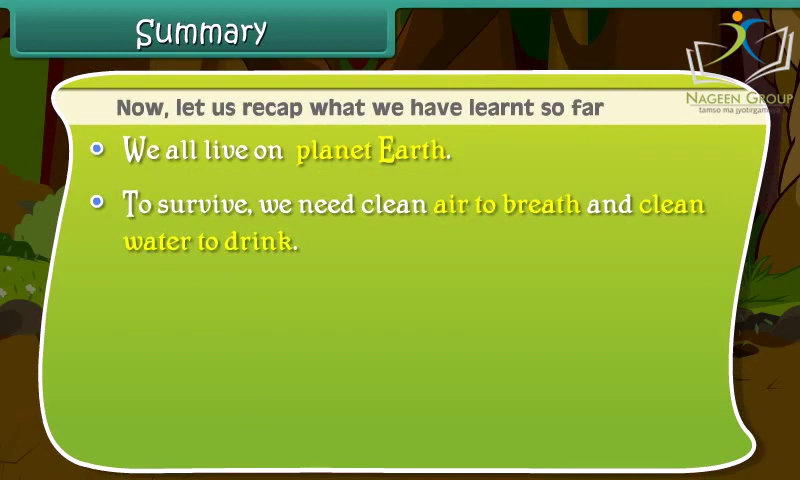 Summary
NAGEEN GROUP
tamso ma jyotirgamaya
Now, let us recap what we have learnt so far
We all live on planet Earth.
To survive, we need clean air to breath and clean
water to drink.